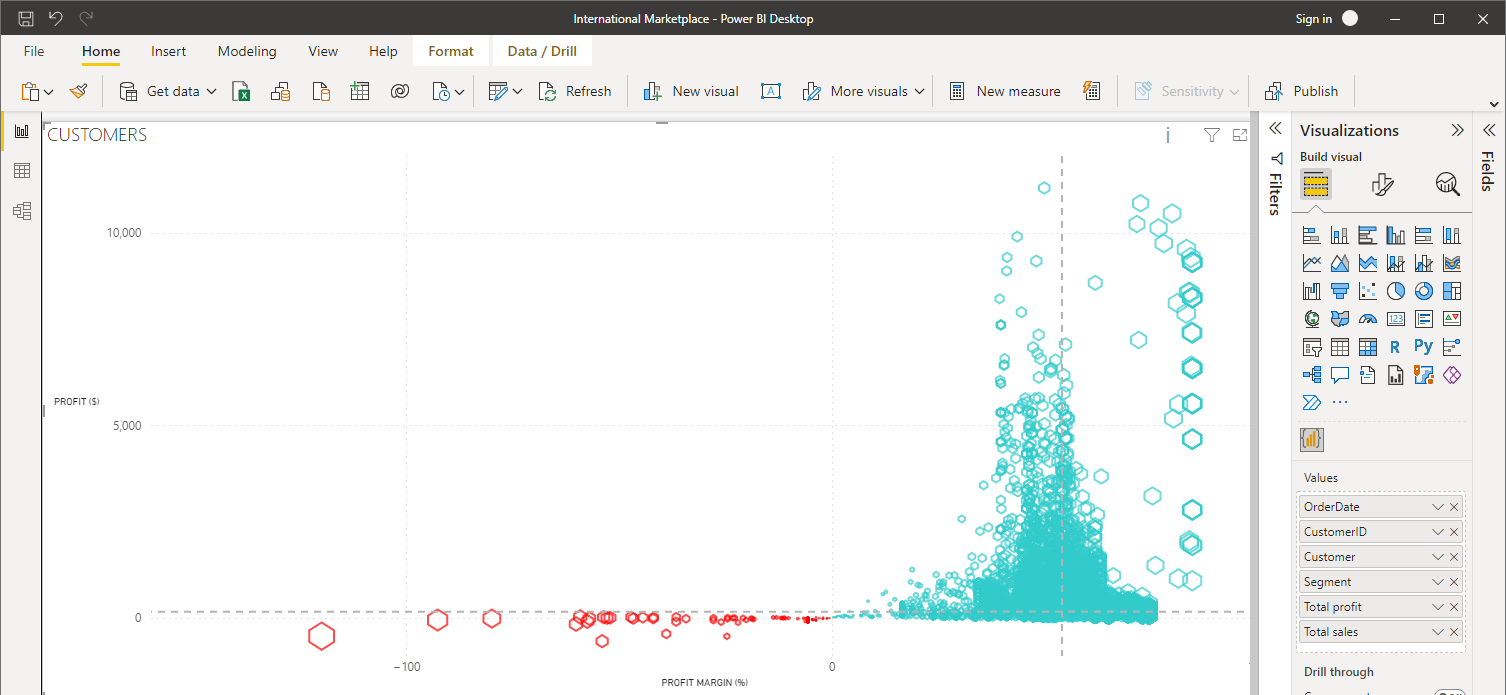 International Marketplace - Power BI Desktop
Sign in
File Home Insert Modeling View Help Format Data / Drill
Get data Refresh New visual More visuals New measure Sensitivity Publish
CUSTOMERS
10,000
PROFIT ($)
5,000
0
−100 0
PROFIT MARGIN (%)
Filters
Visualizations
Build visual
123
R Py
Values
OrderDate
CustomerID
Customer
Segment
Total profit
Total sales
Drill through
Fields